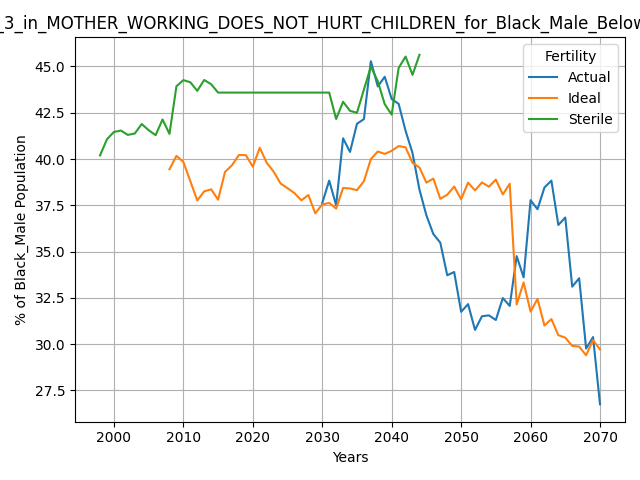 _3_in_MOTHER_WORKING_DOES_NOT_HURT_CHILDREN_for_Black_Male_Below
Fertility
Actual
Ideal
Sterile
% of Black_Male Population
45.0
42.5
40.0
37.5
35.0
32.5
30.0
27.5
2000 2010 2020 2030 2040 2050 2060 2070
Years